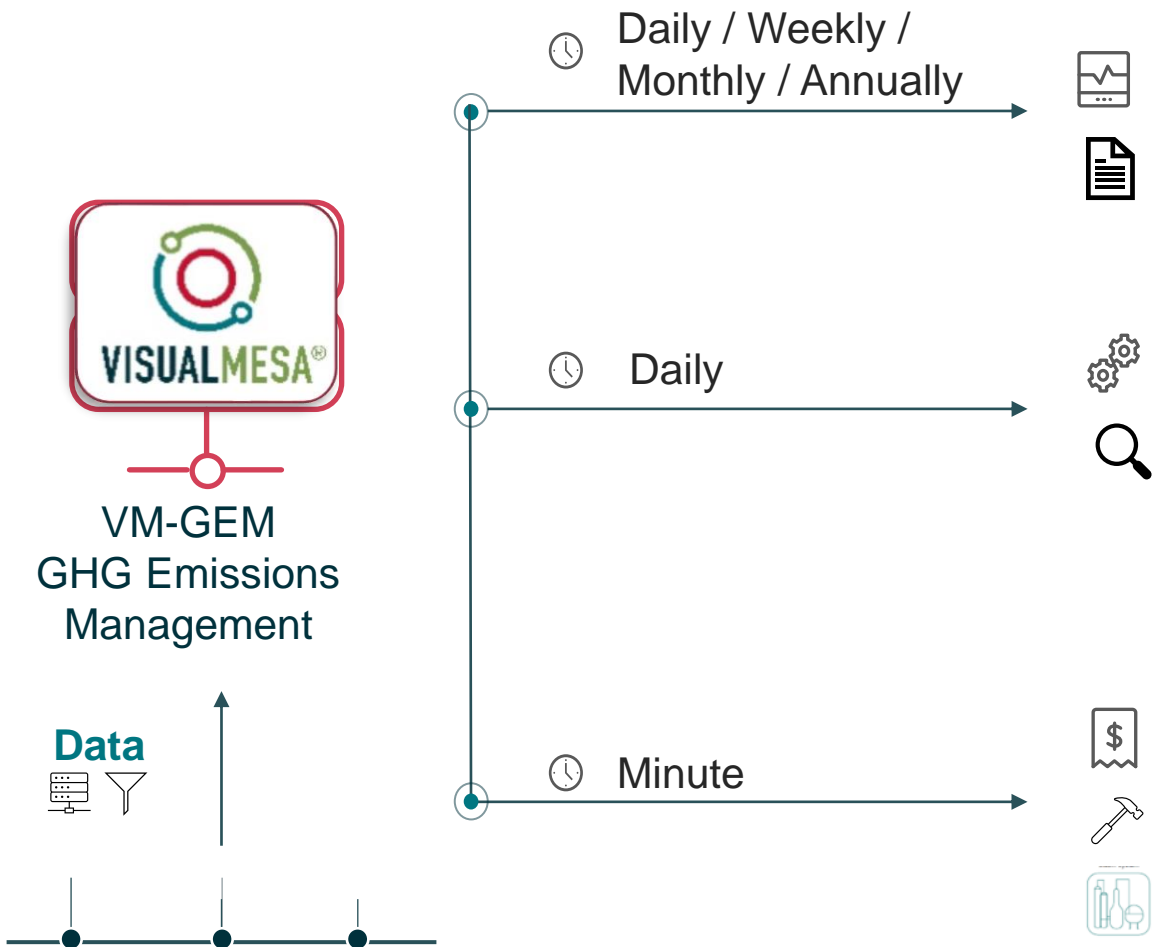 Daily / Weekly /
Monthly / Annually
VISUALMESA®
Daily
VM-GEM
GHG Emissions
Management
Data
Minute
$